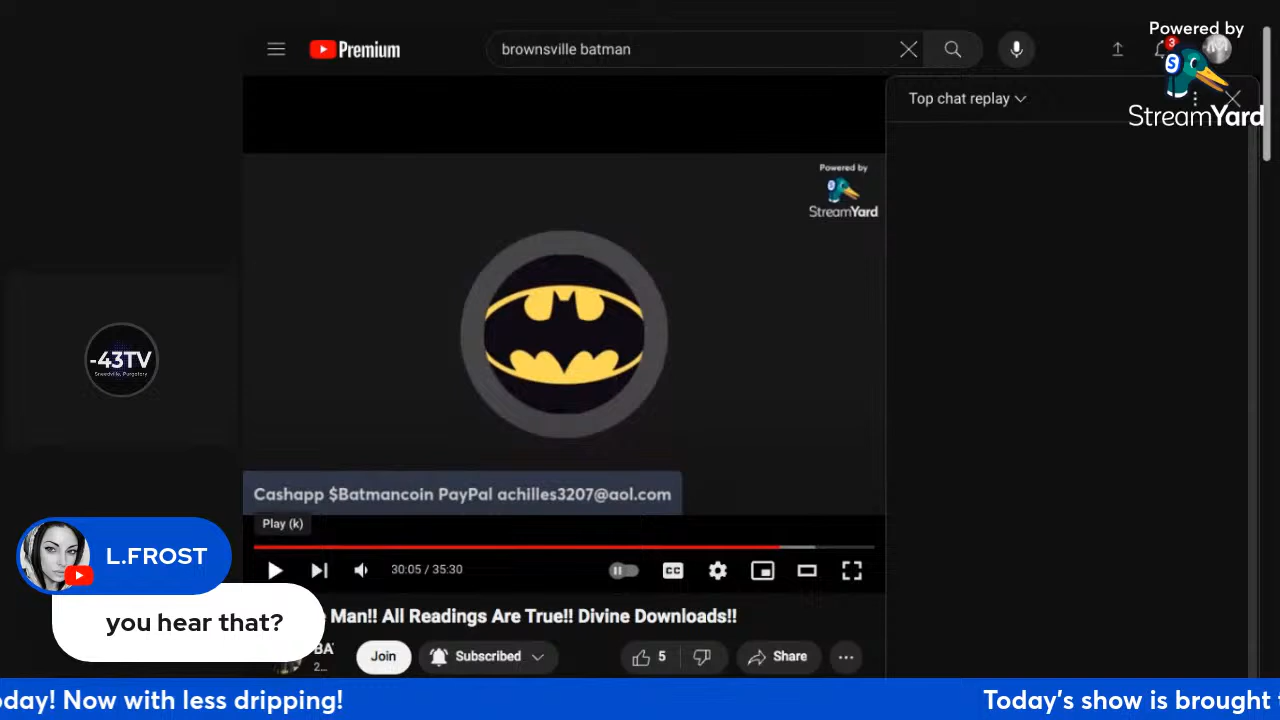 Powered by
StreamYard
Premium
brownsville batman
3
Top chat replay
Powered by
StreamYard
-43TV
Cashapp $Batmancoin PayPal achilles3207@aol.com
Play (k)
30:05 / 35:30
CC
L.FROST
you hear that?
Man!! All Readings Are True!! Divine Downloads!!
Join
Subscribed
5
Share
oday! Now with less dripping!
Today's show is brought